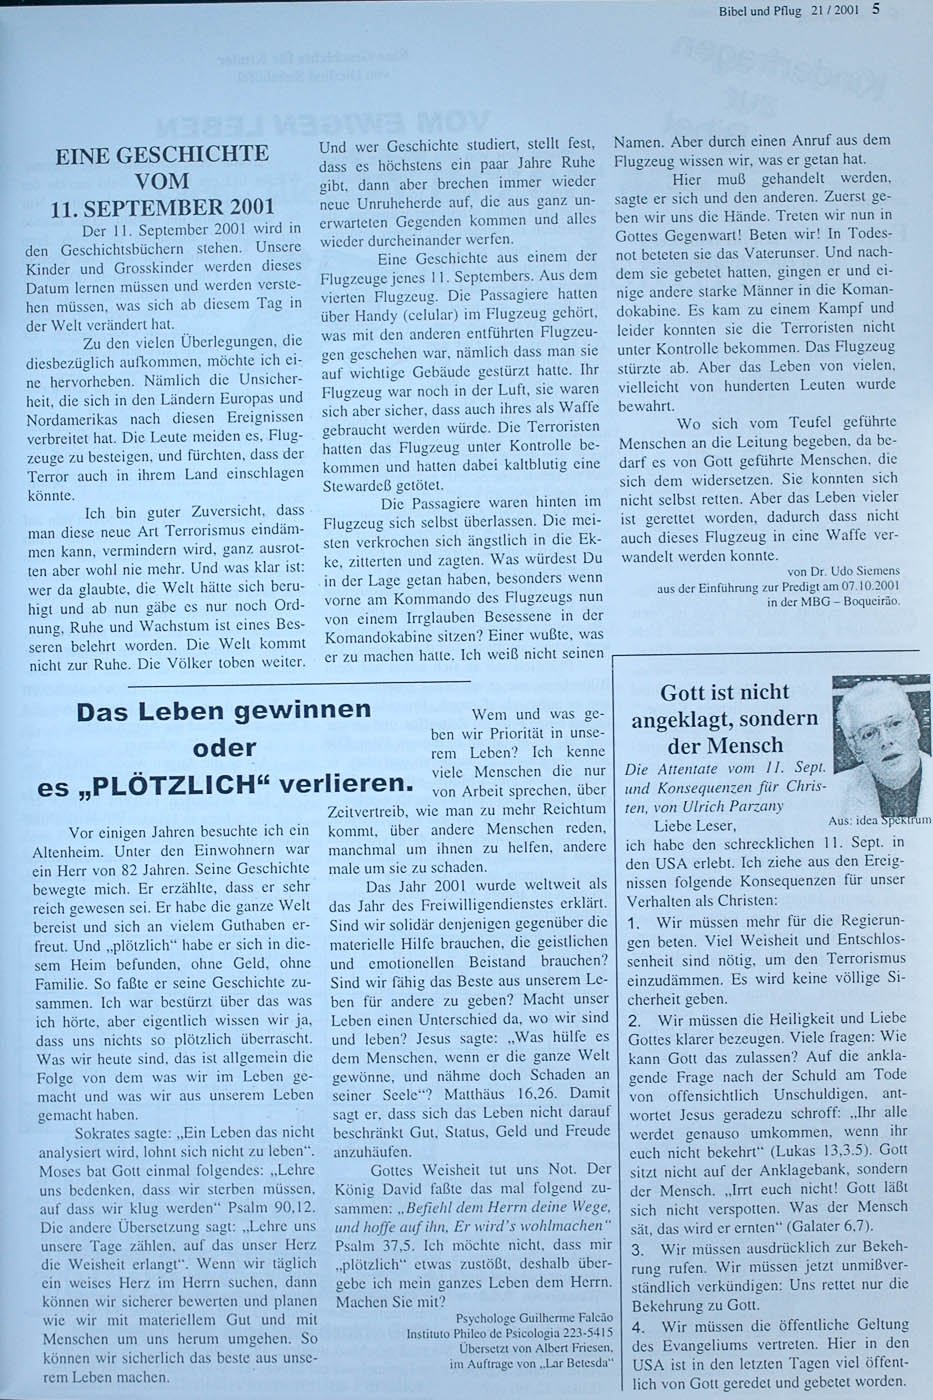 Bibel und Pflug 21 / 2001 5
EINE GESCHICHTE
VOM
11. SEPTEMBER 2001
Der 11. September 2001 wird in
den Geschichtsbüchern stehen. Unsere
Kinder und Grosskinder werden dieses
Datum lernen müssen und werden verste-
hen müssen, was sich ab diesem Tag in
der Welt verändert hat.
Zu den vielen Überlegungen, die
diesbezüglich aufkommen, möchte ich ei-
ne hervorheben. Nämlich die Unsicher-
heit, die sich in den Ländern Europas und
Nordamerikas nach diesen Ereignissen
verbreitet hat. Die Leute meiden es, Flug-
zeuge zu besteigen, und fürchten, dass der
Terror auch in ihrem Land einschlagen
könnte.
Ich bin guter Zuversicht, dass
man diese neue Art Terrorismus eindäm-
men kann, vermindern wird, ganz ausrot-
ten aber wohl nie mehr. Und was klar ist:
wer da glaubte, die Welt hätte sich beru-
higt und ab nun gäbe es nur noch Ord-
nung, Ruhe und Wachstum ist eines Bes-
seren belehrt worden. Die Welt kommt
nicht zur Ruhe. Die Völker toben weiter.
Und wer Geschichte studiert, stellt fest,
dass es höchstens ein paar Jahre Ruhe
gibt, dann aber brechen immer wieder
neue Unruheherde auf, die aus ganz un-
erwarteten Gegenden kommen und alles
wieder durcheinander werfen.
Eine Geschichte aus einem der
Flugzeuge jenes 11. Septembers. Aus dem
vierten Flugzeug. Die Passagiere hatten
über Handy (celular) im Flugzeug gehört,
was mit den anderen entführten Flugzeu-
gen geschehen war, nämlich dass man sie
auf wichtige Gebäude gestürzt hatte. Ihr
Flugzeug war noch in der Luft, sie waren
sich aber sicher, dass auch ihres als Waffe
gebraucht werden würde. Die Terroristen
hatten das Flugzeug unter Kontrolle be-
kommen und hatten dabei kaltblutig eine
Stewardeß getötet.
Die Passagiere waren hinten im
Flugzeug sich selbst überlassen. Die mei-
sten verkrochen sich ängstlich in die Ek-
ke, zitterten und zagten. Was würdest Du
in der Lage getan haben, besonders wenn
vorne am Kommando des Flugzeugs nun
von einem Irrglauben Besessene in der
Komandokabine sitzen? Einer wußte, was
er zu machen hatte. Ich weiß nicht seinen
Namen. Aber durch einen Anruf aus dem
Flugzeug wissen wir, was er getan hat.
Hier muß gehandelt werden,
sagte er sich und den anderen. Zuerst ge-
ben wir uns die Hände. Treten wir nun in
Gottes Gegenwart! Beten wir! In Todes-
not beteten sie das Vaterunser. Und nach-
dem sie gebetet hatten, gingen er und ei-
nige andere starke Männer in die Koman-
dokabine. Es kam zu einem Kampf und
leider konnten sie die Terroristen nicht
unter Kontrolle bekommen. Das Flugzeug
stürzte ab. Aber das Leben von vielen,
vielleicht von hunderten Leuten wurde
bewahrt.
Wo sich vom Teufel geführte
Menschen an die Leitung begeben, da be-
darf es von Gott geführte Menschen, die
sich dem widersetzen. Sie konnten sich
nicht selbst retten. Aber das Leben vieler
ist gerettet worden, dadurch dass nicht
auch dieses Flugzeug in eine Waffe ver-
wandelt werden konnte.
von Dr. Udo Siemens
aus der Einführung zur Predigt am 07.10.2001
in der MBG – Boqueirão.
Das Leben gewinnen
oder
es „PLÖTZLICH“ verlieren.
Vor einigen Jahren besuchte ich ein
Altenheim. Unter den Einwohnern war
ein Herr von 82 Jahren. Seine Geschichte
bewegte mich. Er erzählte, dass er sehr
reich gewesen sei. Er habe die ganze Welt
bereist und sich an vielem Guthaben er-
freut. Und „plötzlich“ habe er sich in die-
sem Heim befunden, ohne Geld, ohne
Familie. So faßte er seine Geschichte zu-
sammen. Ich war bestürzt über das was
ich hörte, aber eigentlich wissen wir ja,
dass uns nichts so plötzlich überrascht.
Was wir heute sind, das ist allgemein die
Folge von dem was wir im Leben ge-
macht und was wir aus unserem Leben
gemacht haben.
Sokrates sagte: „Ein Leben das nicht
analysiert wird, lohnt sich nicht zu leben“.
Moses bat Gott einmal folgendes: „Lehre
uns bedenken, dass wir sterben müssen,
auf dass wir klug werden“ Psalm 90,12.
Die andere Übersetzung sagt: „Lehre uns
unsere Tage zählen, auf das unser Herz
die Weisheit erlangt“. Wenn wir täglich
ein weises Herz im Herrn suchen, dann
können wir sicherer bewerten und planen
wie wir mit materiellem Gut und mit
Menschen um uns herum umgehen. So
können wir sicherlich das beste aus unse-
rem Leben machen.
Wem und was ge-
ben wir Priorität in unse-
rem Leben? Ich kenne
viele Menschen die nur
von Arbeit sprechen, über
Zeitvertreib, wie man zu mehr Reichtum
kommt, über andere Menschen reden,
manchmal um ihnen zu helfen, andere
male um sie zu schaden.
Das Jahr 2001 wurde weltweit als
das Jahr des Freiwilligendienstes erklärt.
Sind wir solidär denjenigen gegenüber die
materielle Hilfe brauchen, die geistlichen
und emotionellen Beistand brauchen?
Sind wir fähig das Beste aus unserem Le-
ben für andere zu geben? Macht unser
Leben einen Unterschied da, wo wir sind
und leben? Jesus sagte: „Was hülfe es
dem Menschen, wenn er die ganze Welt
gewönne, und nähme doch Schaden an
seiner Seele“? Matthäus 16,26. Damit
sagt er, dass sich das Leben nicht darauf
beschränkt Gut, Status, Geld und Freude
anzuhäufen.
Gottes Weisheit tut uns Not. Der
König David faßte das mal folgend zu-
sammen: „Befiehl dem Herrn deine Wege,
und hoffe auf ihn, Er wird's wohlmachen“
Psalm 37,5. Ich möchte nicht, dass mir
„plötzlich“ etwas zustößt, deshalb über-
gebe ich mein ganzes Leben dem Herrn.
Machen Sie mit?
Psychologe Guilherme Falcão
Instituto Phileo de Psicologia 223-5415
Übersetzt von Albert Friesen,
im Auftrage von „Lar Betesda“
Gott ist nicht
angeklagt, sondern
der Mensch
Die Attentate vom 11. Sept.
und Konsequenzen für Chris-
ten, von Ulrich Parzany
Aus: idea Spektrum
Liebe Leser,
ich habe den schrecklichen 11. Sept. in
den USA erlebt. Ich ziehe aus den Ereig-
nissen folgende Konsequenzen für unser
Verhalten als Christen:
1. Wir müssen mehr für die Regierun-
gen beten. Viel Weisheit und Entschlos-
senheit sind nötig, um den Terrorismus
einzudämmen. Es wird keine völlige Si-
cherheit geben.
2. Wir müssen die Heiligkeit und Liebe
Gottes klarer bezeugen. Viele fragen: Wie
kann Gott das zulassen? Auf die ankla-
gende Frage nach der Schuld am Tode
von offensichtlich Unschuldigen, ant-
wortet Jesus geradezu schroff: „Ihr alle
werdet genauso umkommen, wenn ihr
euch nicht bekehrt“ (Lukas 13,3.5). Gott
sitzt nicht auf der Anklagebank, sondern
der Mensch. „Irrt euch nicht! Gott läßt
sich nicht verspotten. Was der Mensch
sät, das wird er ernten“ (Galater 6,7).
3. Wir müssen ausdrücklich zur Bekeh-
rung rufen. Wir müssen jetzt unmißver-
ständlich verkündigen: Uns rettet nur die
Bekehrung zu Gott.
4. Wir müssen die öffentliche Geltung
des Evangeliums vertreten. Hier in den
USA ist in den letzten Tagen viel öffent-
lich von Gott geredet und gebetet worden.